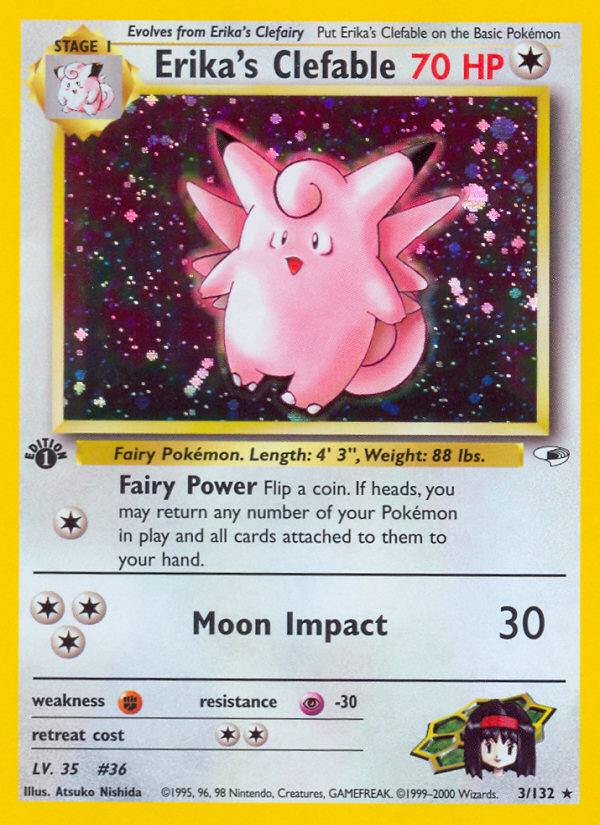 Evolves from Erika's Clefairy Put Erika's Clefable on the Basic Pokémon
STAGE 1
Erika's Clefable 70 HP
EDITION
1
Fairy Pokémon. Length: 4' 3", Weight: 88 lbs.
Fairy Power Flip a coin. If heads, you
may return any number of your Pokémon
in play and all cards attached to them to
your hand.
Moon Impact 30
weakness resistance -30
retreat cost
LV. 35 #36
Illus. Atsuko Nishida ©1995, 96, 98 Nintendo, Creatures, GAMEFREAK. ©1999-2000 Wizards. 3/132 ★